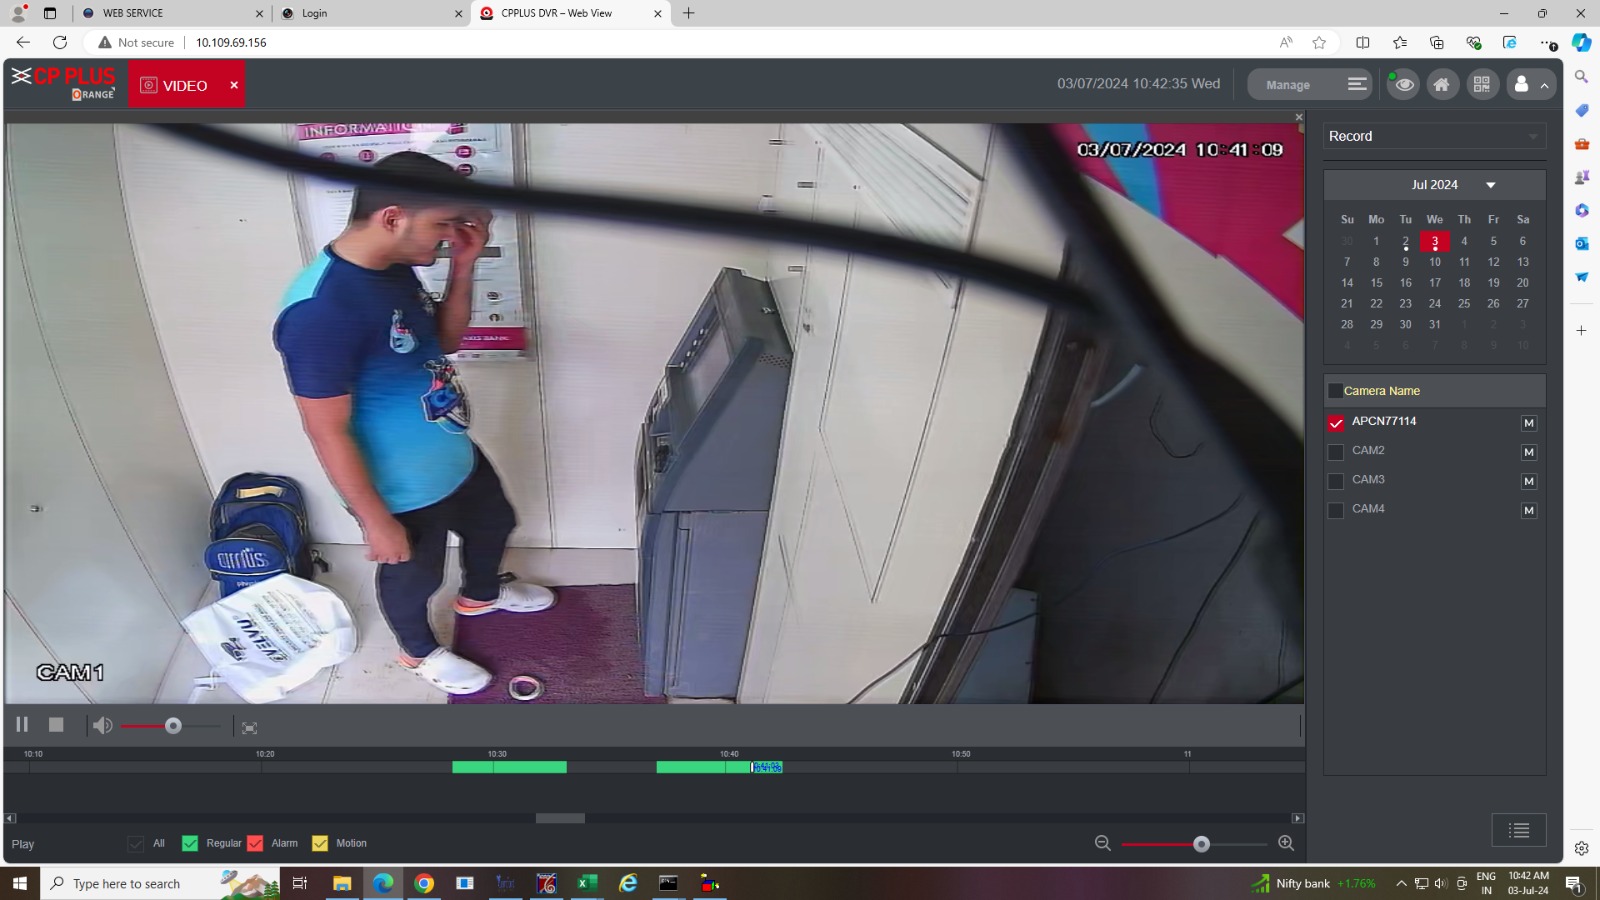 WEB SERVICE
Login
CPPLUS DVR – Web View
Not secure
10.109.69.156
CP PLUS
ORANGE
VIDEO
03/07/2024 10:42:35 Wed
Manage
INFORMATION
03/07/2024 10:41:09
AXIS BANK
cirrus
EVELYU
CAM1
Record
Jul 2024
Su Mo Tu We Th Fr Sa
30 1 2 3 4 5 6
7 8 9 10 11 12 13
14 15 16 17 18 19 20
21 22 23 24 25 26 27
28 29 30 31 1 2 3
4 5 6 7 8 9 10
Camera Name
APCN77114 M
CAM2 M
CAM3 M
CAM4 M
10:10 10:20 10:30 10:40 10:50 11
Play
All
Regular
Alarm
Motion
Type here to search
Nifty bank +1.76%
ENG
IN
10:42 AM
03-Jul-24
1